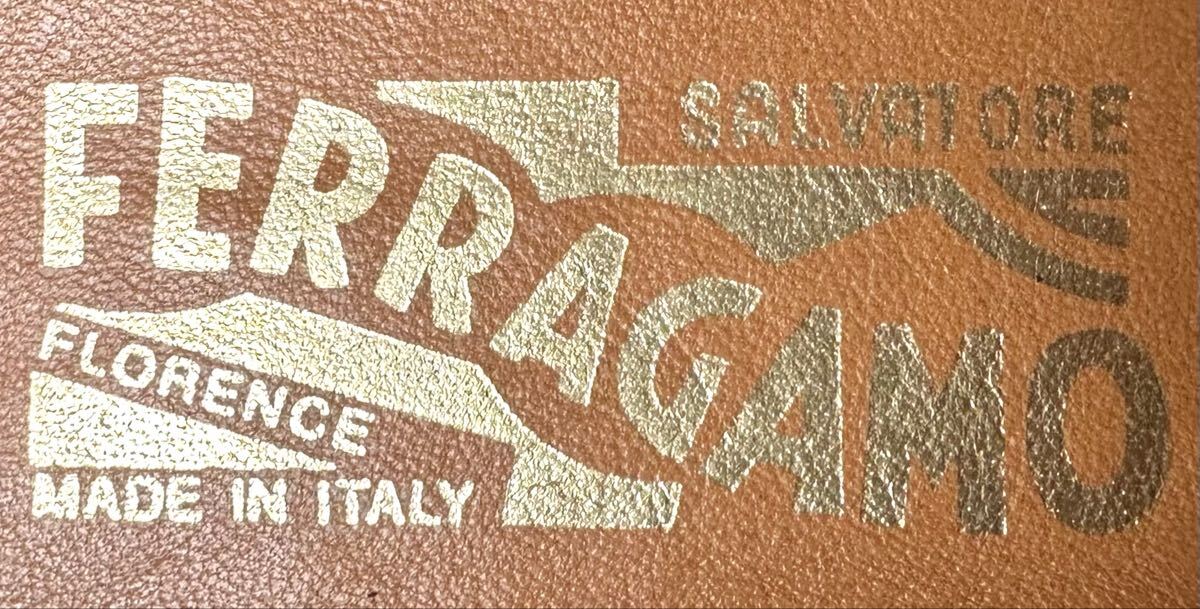 SALVATORE
FERRAGAMO
FLORENCE
MADE IN ITALY